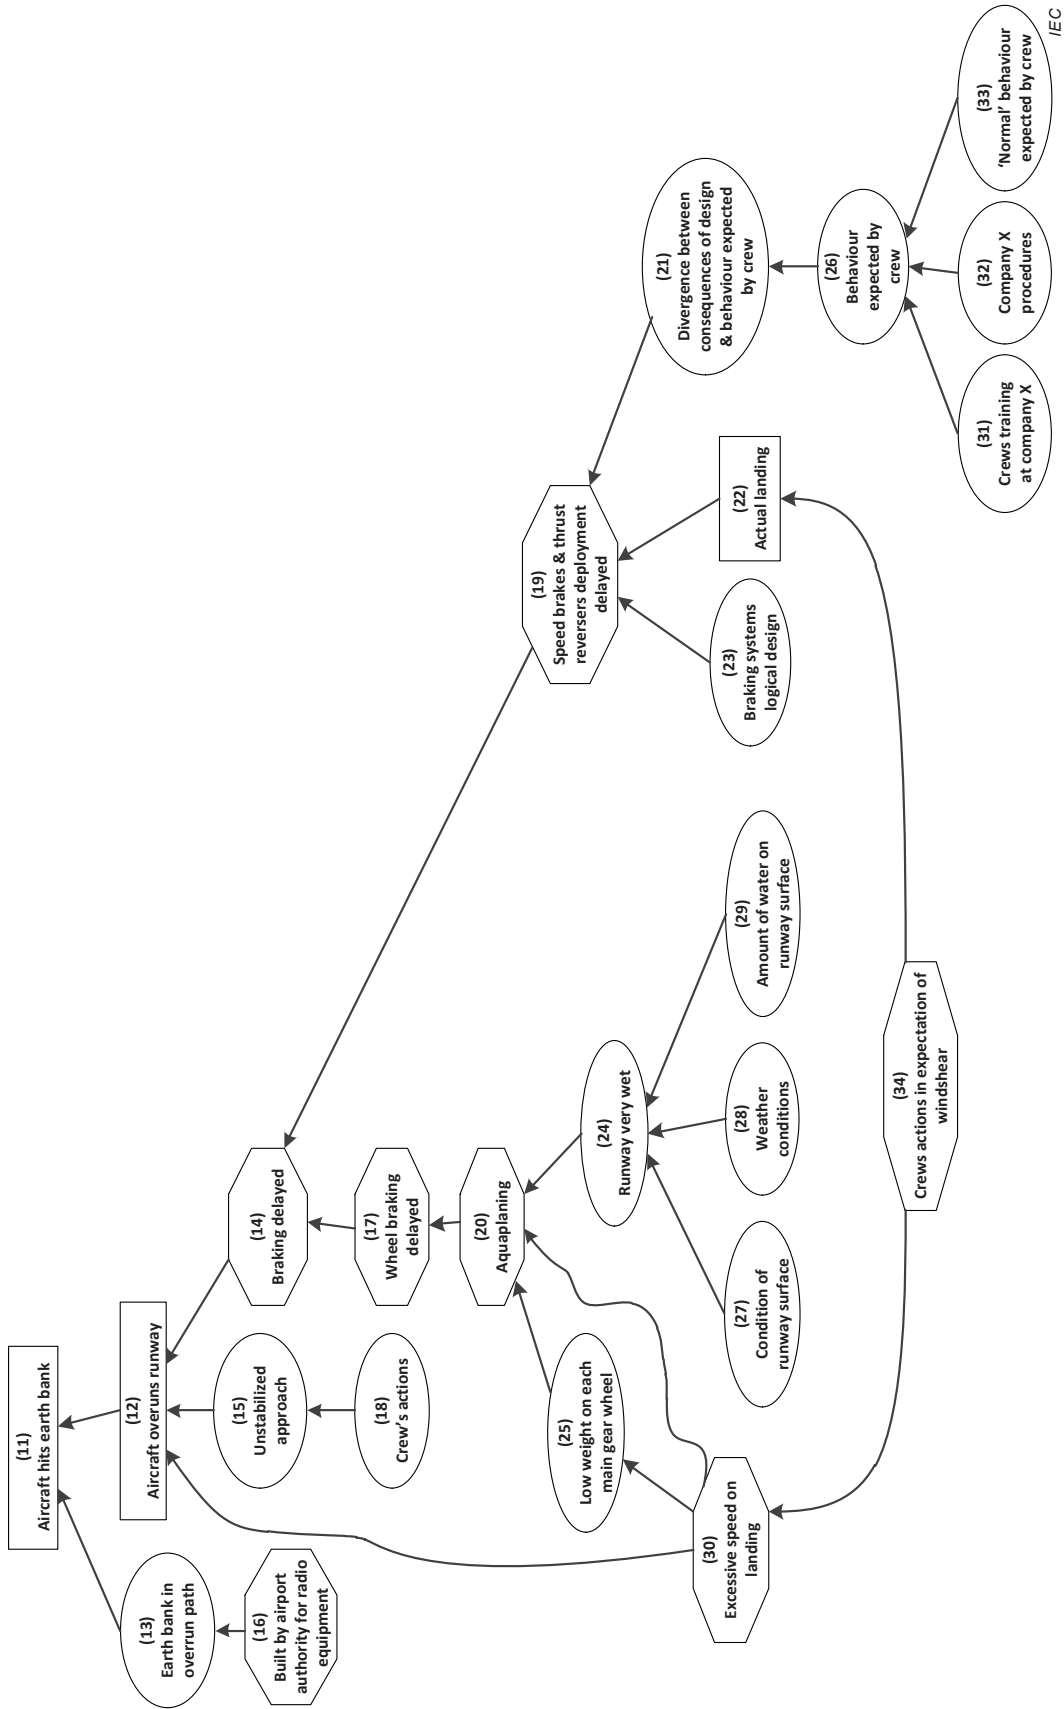 (11)
Aircraft hits earth bank
(12)
Aircraft overuns runway
(13)
Earth bank in
overrun path
(14)
Braking delayed
(15)
Unstabilized
approach
(16)
Built by airport
authority for radio
equipment
(17)
Wheel braking
delayed
(18)
Crew's actions
(19)
Speed brakes & thrust
reversers deployment
delayed
(20)
Aquaplaning
(21)
Divergence between
consequences of design
& behaviour expected
by crew
(22)
Actual landing
(23)
Braking systems
logical design
(24)
Runway very wet
(25)
Low weight on each
main gear wheel
(26)
Behaviour
expected by
crew
(27)
Condition of
runway surface
(28)
Weather
conditions
(29)
Amount of water on
runway surface
(30)
Excessive speed on
landing
(31)
Crews training
at company X
(32)
Company X
procedures
(33)
‘Normal’ behaviour
expected by crew
(34)
Crews actions in expectation of
windshear
IEC